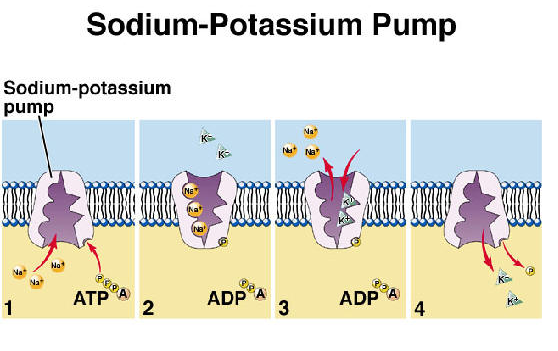 Sodium-Potassium Pump
Sodium-potassium
pump
Na+
Na+
Na+
P P P A
ATP
1
K+
K+
Na+
Na+
Na+
P
P P A
ADP
2
Na+
Na+
Na+
K+
K+
P
P P A
ADP
3
P
K+
K+
4